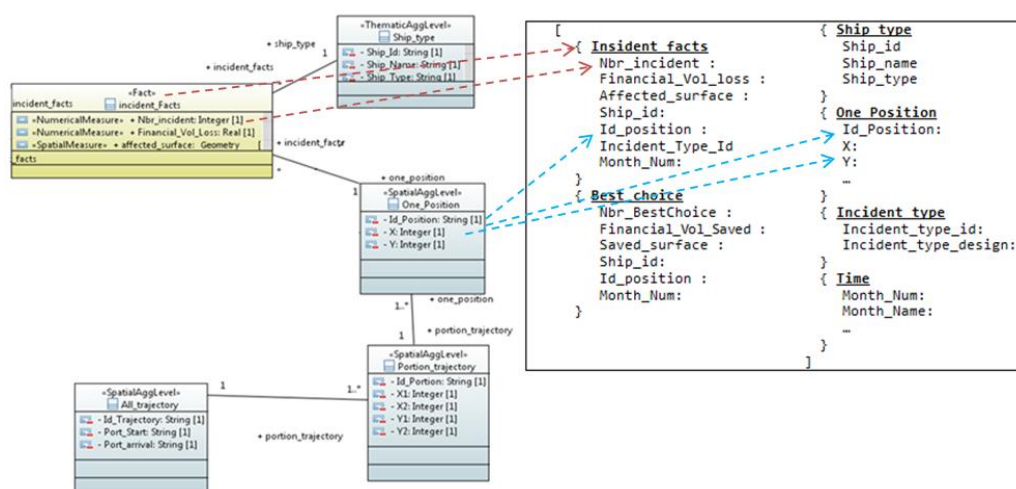 «ThematicAggLevel»
Ship_type
- Ship_Id: String [1]
- Ship_Name: String [1]
- Ship_Type: String [1]
+ ship_type
1
+ incident_facts
«Fact»
incident_facts
incident_Facts
«NumericalMeasure» + Nbr_incident: Integer [1]
«NumericalMeasure» + Financial_Vol_Loss: Real [1]
«SpatialMeasure» + affected_surface: Geometry [
_facts
+ incident_facts
*
+ one_position
1
«SpatialAggLevel»
One_Position
- Id_Position: String [1]
- X: Integer [1]
- Y: Integer [1]
+ one_position
1..*
1
+ portion_trajectory
«SpatialAggLevel»
Portion_trajectory
- Id_Portion: String [1]
- X1: Integer [1]
- X2: Integer [1]
- Y1: Integer [1]
- Y2: Integer [1]
1
1..*
+ portion_trajectory
«SpatialAggLevel»
All_trajectory
- Id_Trajectory: String [1]
- Port_Start: String [1]
- Port_arrival: String [1]
[
{ Insident facts
Nbr_incident :
Financial_Vol_loss :
Affected_surface :
Ship_id:
Id_position :
Incident_Type_Id
Month_Num:
}
{ Best choice
Nbr_BestChoice :
Financial_Vol_Saved :
Saved_surface :
Ship_id:
Id_position :
Month_Num:
}
{ Ship type
Ship_id
Ship_name
Ship_type
}
{ One Position
Id_Position:
X:
Y:
…
}
{ Incident type
Incident_type_id:
Incident_type_design:
}
{ Time
Month_Num:
Month_Name:
…
}
]